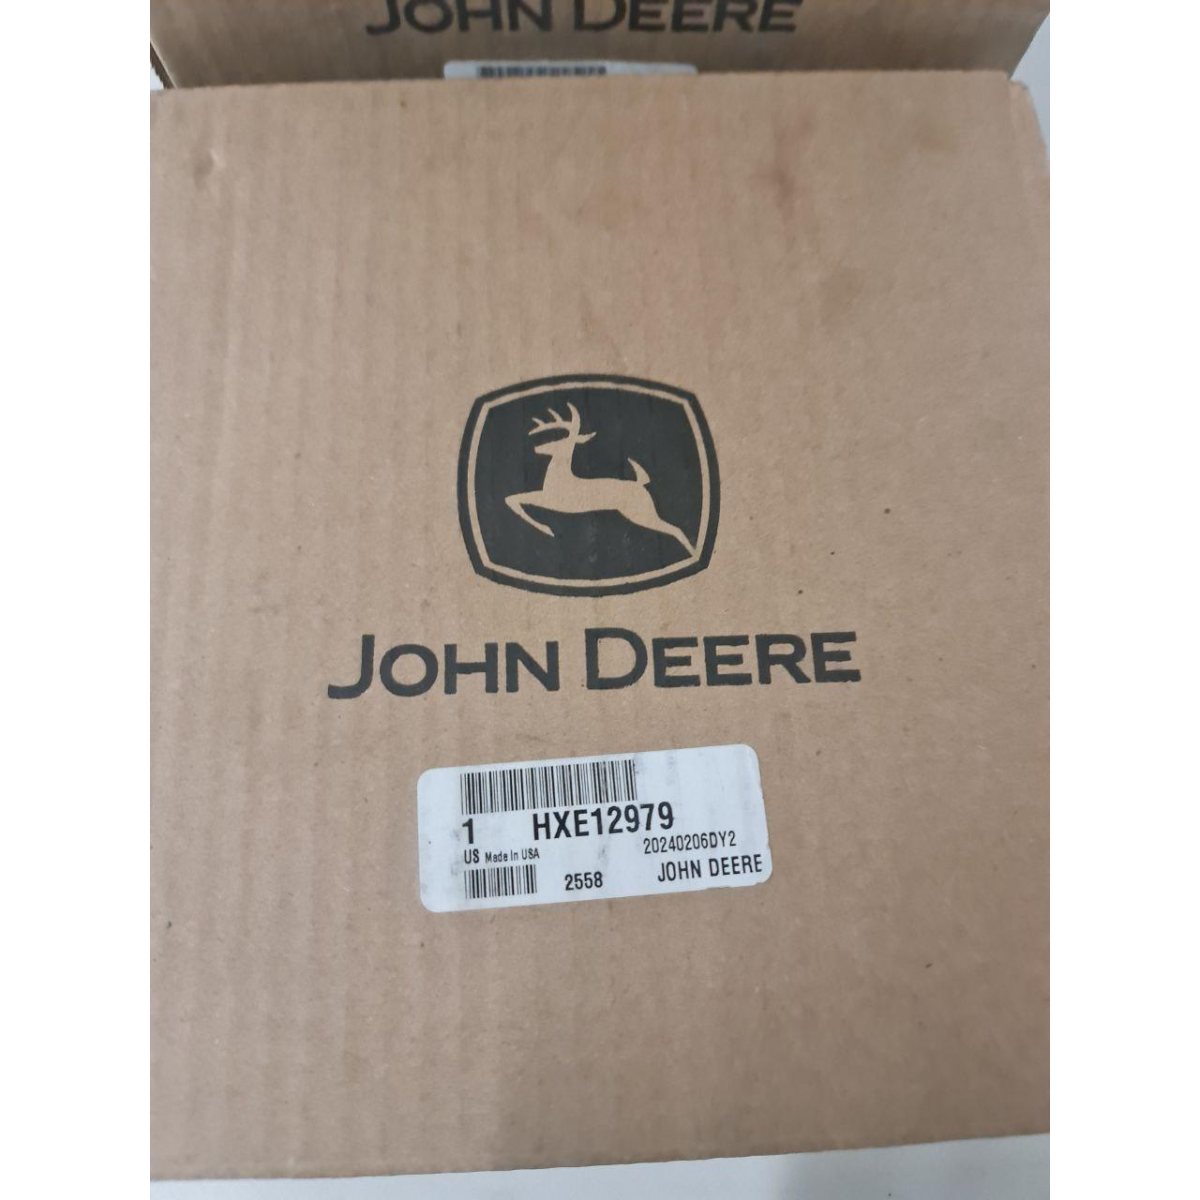 JOHN DEERE
JOHN DEERE
1 HXE12979
US Made In USA 20240206DY2
2558 JOHN DEERE